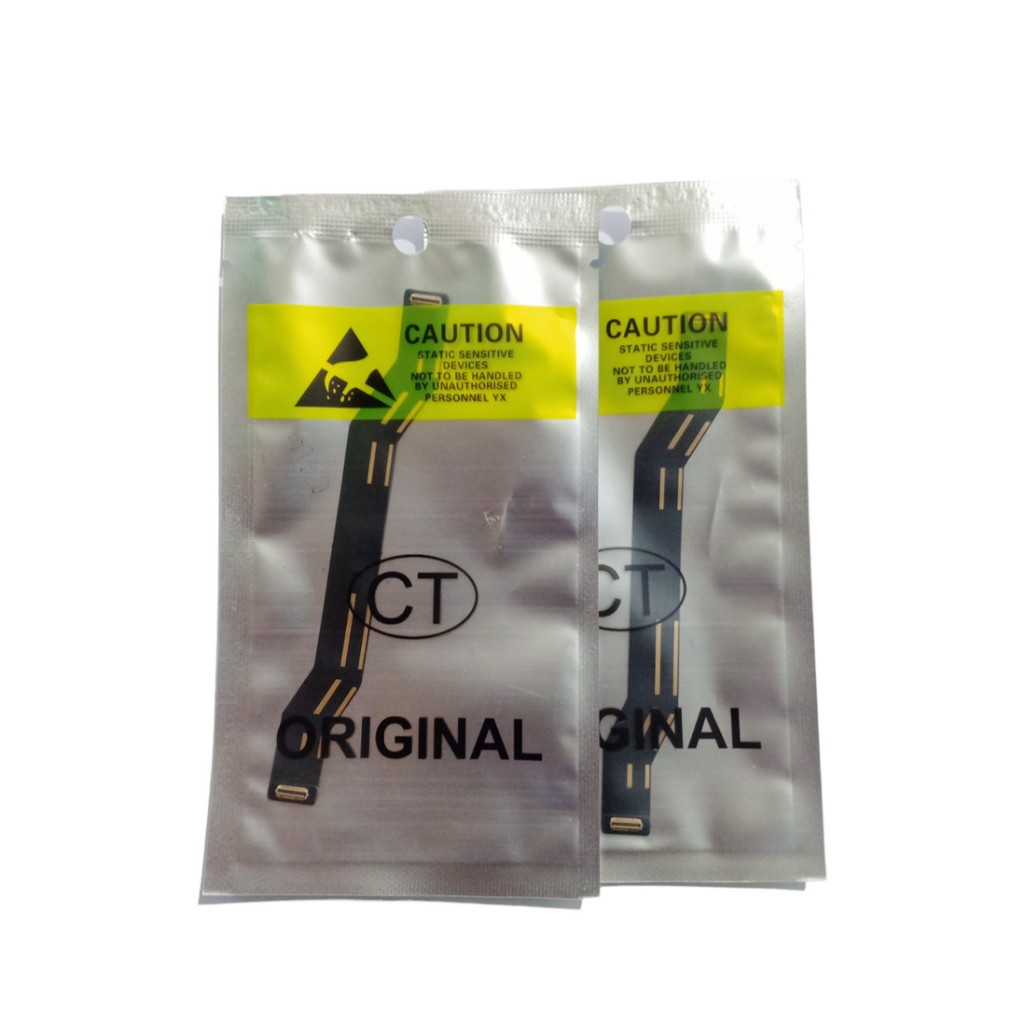 CAUTION
STATIC SENSITIVE
DEVICES
NOT TO BE HANDLED
BY UNAUTHORISED
PERSONNEL YX
CT
ORIGINAL
CAUTION
STATIC SENSITIVE
DEVICES
NOT TO BE HANDLED
BY UNAUTHORISED
PERSONNEL YX
CT
GINAL